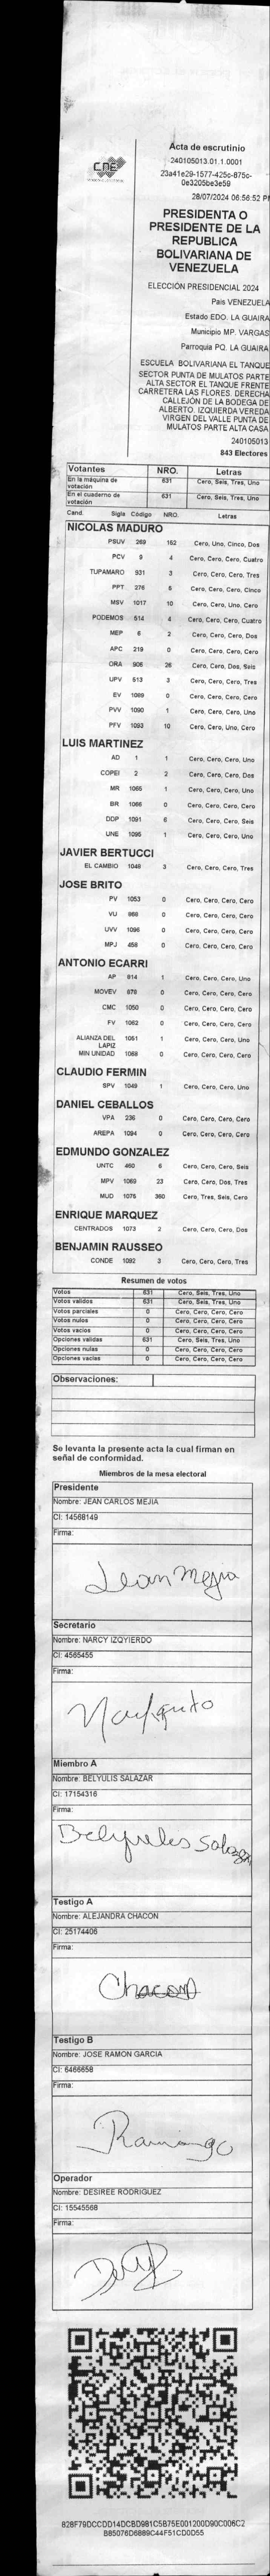 CNE
Acta de escrutinio
240105013.01.1.0001
23a41e29-1577-425c-875c-
0e3205be3e59
28/07/2024 06:56:52 P
PRESIDENTA O
PRESIDENTE DE LA
REPUBLICA
BOLIVARIANA DE
VENEZUELA
ELECCIÓN PRESIDENCIAL 2024
Pais VENEZUELA
Estado EDO. LA GUAIRA
Municipio MP. VARGAS
Parroquia PQ. LA GUAIRA
ESCUELA BOLIVARIANA EL TANQUE
SECTOR PUNTA DE MULATOS PARTE
ALTA SECTOR EL TANQUE FRENTE
CARRETERA LAS FLORES. DERECHA
CALLEJÓN DE LA BODEGA DE
ALBERTO. IZQUIERDA VEREDA
VIRGEN DEL VALLE PUNTA DE
MULATOS PARTE ALTA CASA
240105013
843 Electores
Votantes NRO. Letras
En la máquina de votación 631 Cero, Seis, Tres, Uno
En el cuaderno de votación 631 Cero, Seis, Tres, Uno
Cand. Sigla Código NRO. Letras
NICOLAS MADURO
PSUV 269 152 Cero, Uno, Cinco, Dos
PCV 9 4 Cero, Cero, Cero, Cuatro
TUPAMARO 931 3 Cero, Cero, Cero, Tres
PPT 276 5 Cero, Cero, Cero, Cinco
MSV 1017 10 Cero, Cero, Uno, Cero
PODEMOS 514 4 Cero, Cero, Cero, Cuatro
MEP 6 2 Cero, Cero, Cero, Dos
APC 219 0 Cero, Cero, Cero, Cero
ORA 906 26 Cero, Cero, Dos, Seis
UPV 513 3 Cero, Cero, Cero, Tres
EV 1099 0 Cero, Cero, Cero, Cero
PVV 1090 1 Cero, Cero, Cero, Uno
PFV 1093 10 Cero, Cero, Uno, Cero
LUIS MARTINEZ
AD 1 1 Cero, Cero, Cero, Uno
COPEI 2 2 Cero, Cero, Cero, Dos
MR 1065 1 Cero, Cero, Cero, Uno
BR 1066 0 Cero, Cero, Cero, Cero
DDP 1091 6 Cero, Cero, Cero, Seis
UNE 1095 1 Cero, Cero, Cero, Uno
JAVIER BERTUCCI
EL CAMBIO 1048 3 Cero, Cero, Cero, Tres
JOSE BRITO
PV 1053 0 Cero, Cero, Cero, Cero
VU 869 0 Cero, Cero, Cero, Cero
UVV 1096 0 Cero, Cero, Cero, Cero
MPJ 458 0 Cero, Cero, Cero, Cero
ANTONIO ECARRI
AP 814 1 Cero, Cero, Cero, Uno
MOVEV 878 0 Cero, Cero, Cero, Cero
CMC 1050 0 Cero, Cero, Cero, Cero
FV 1062 0 Cero, Cero, Cero, Cero
ALIANZA DEL LAPIZ 1051 1 Cero, Cero, Cero, Uno
MIN UNIDAD 1068 0 Cero, Cero, Cero, Cero
CLAUDIO FERMIN
SPV 1049 1 Cero, Cero, Cero, Uno
DANIEL CEBALLOS
VPA 236 0 Cero, Cero, Cero, Cero
AREPA 1094 0 Cero, Cero, Cero, Cero
EDMUNDO GONZALEZ
UNTC 460 6 Cero, Cero, Cero, Seis
MPV 1069 23 Cero, Cero, Dos, Tres
MUD 1075 360 Cero, Tres, Seis, Cero
ENRIQUE MARQUEZ
CENTRADOS 1073 2 Cero, Cero, Cero, Dos
BENJAMIN RAUSSEO
CONDE 1092 3 Cero, Cero, Cero, Tres
Resumen de votos
Votos 631 Cero, Seis, Tres, Uno
Votos validos 631 Cero, Seis, Tres, Uno
Votos parciales 0 Cero, Cero, Cero, Cero
Votos nulos 0 Cero, Cero, Cero, Cero
Votos vacios 0 Cero, Cero, Cero, Cero
Opciones validas 631 Cero, Seis, Tres, Uno
Opciones nulas 0 Cero, Cero, Cero, Cero
Opciones vacias 0 Cero, Cero, Cero, Cero
Observaciones:
Se levanta la presente acta la cual firman en
señal de conformidad.
Miembros de la mesa electoral
Presidente
Nombre: JEAN CARLOS MEJIA
CI: 14568149
Firma:
Jean Mejia
Secretario
Nombre: NARCY IZQYIERDO
CI: 4565455
Firma:
Miembro A
Nombre: BELYULIS SALAZAR
CI: 17154316
Firma:
Belyulis Salazar
Testigo A
Nombre: ALEJANDRA CHACON
CI: 25174406
Firma:
Chacon
Testigo B
Nombre: JOSE RAMON GARCIA
CI: 6466658
Firma:
Operador
Nombre: DESIREE RODRIGUEZ
CI: 15545568
Firma:
828F79DCCDD14DCBD981C5B75E001200D90C006C2
B85076D6889C44F51CD0D55